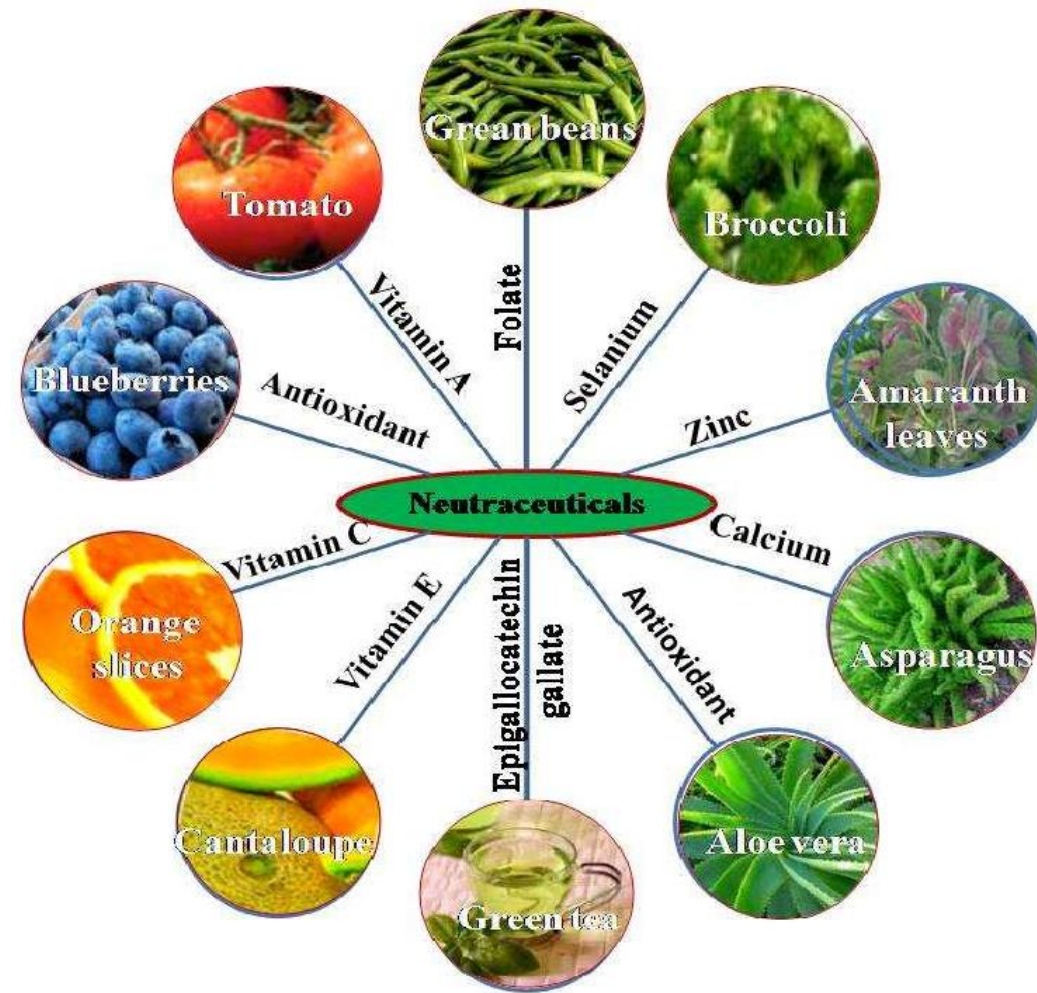 Grean beans
Tomato
Broccoli
Folate
Vitamin A
Selanium
Blueberries
Antioxidant
Zinc
Amaranth
leaves
Neutraceuticals
Vitamin C
Calcium
Orange
slices
Vitamin E
Epigallocatechin
gallate
Antioxidant
Asparagus
Cantaloupe
Green tea
Aloe vera